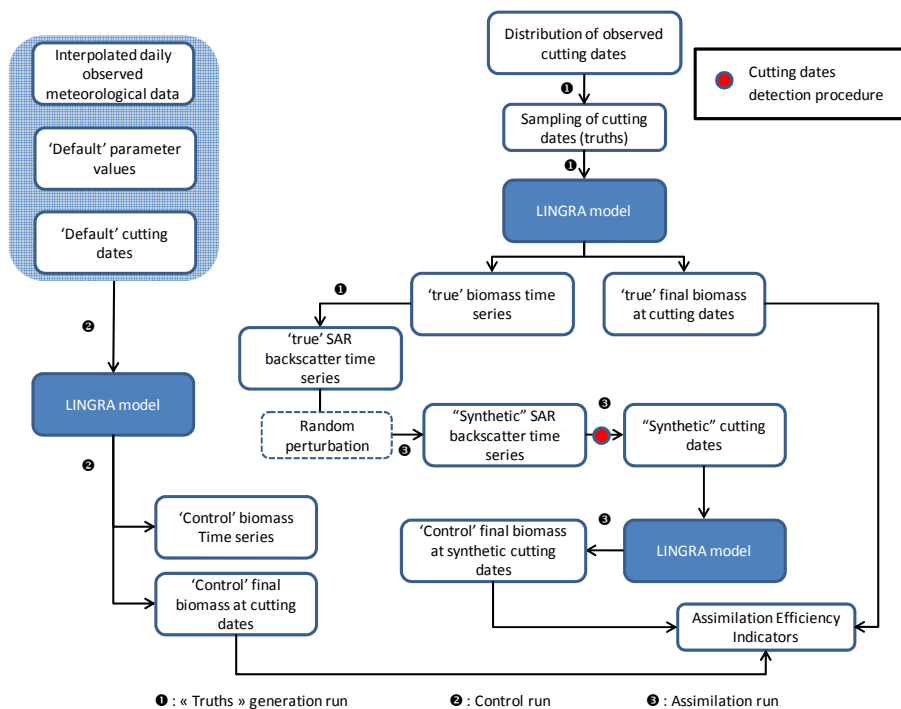 Interpolated daily
observed
meteorological data
‘Default’ parameter
values
‘Default’ cutting
dates
❷
LINGRA model
❷
‘Control’ biomass
Time series
‘Control’ final
biomass at cutting
dates
Distribution of observed
cutting dates
❶
Sampling of cutting
dates (truths)
❶
LINGRA model
‘true’ biomass time
series
‘true’ final biomass
at cutting dates
❶
‘true’ SAR
backscatter time
series
Random
perturbation
❸
“Synthetic” SAR
backscatter time
series
❸
“Synthetic” cutting
dates
LINGRA model
❸
‘Control’ final biomass
at synthetic cutting
dates
Assimilation Efficiency
Indicators
Cutting dates
detection procedure
❶ : « Truths » generation run
❷ : Control run
❸ : Assimilation run